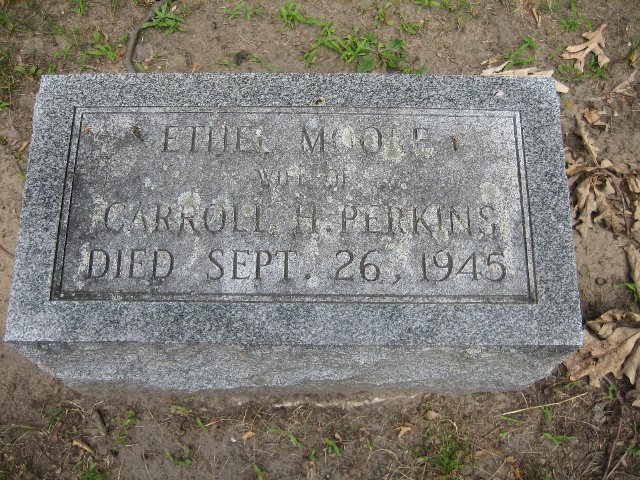 ETHEL MOORE
WIFE OF
CARROLL H. PERKINS
DIED SEPT. 26, 1945